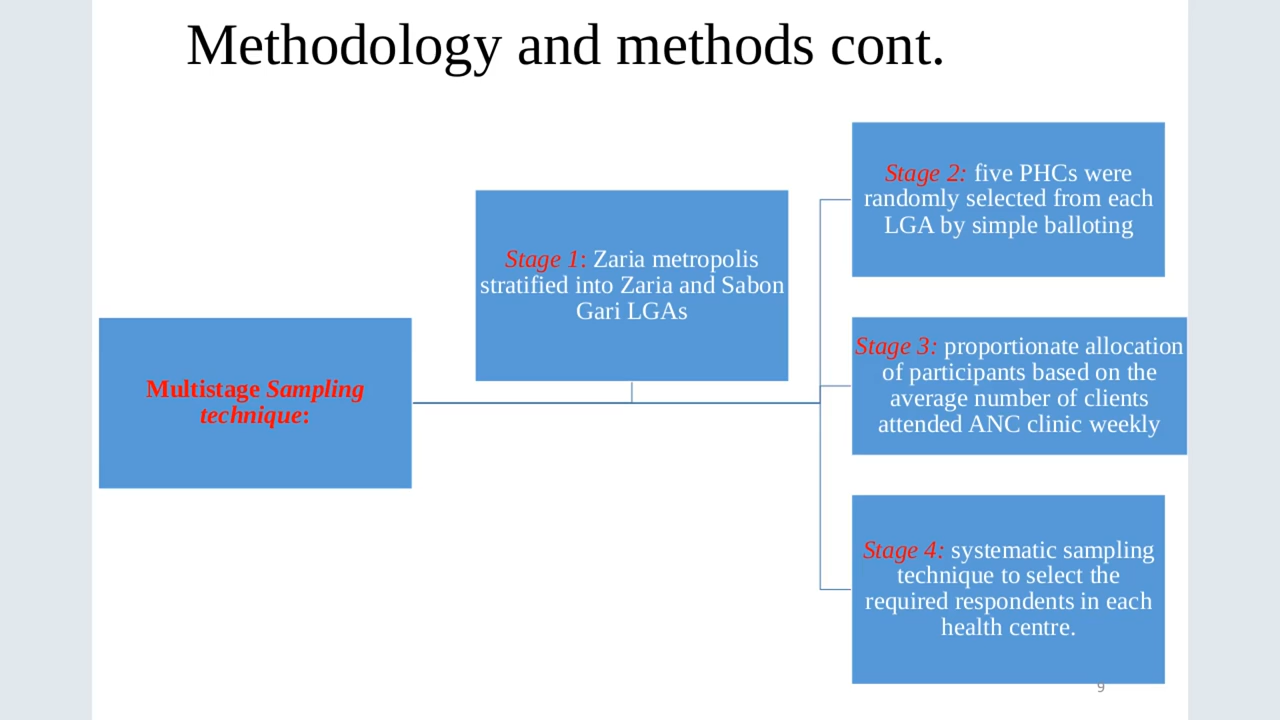 Methodology and methods cont.
Multistage Sampling
technique:
Stage 1: Zaria metropolis
stratified into Zaria and Sabon
Gari LGAs
Stage 2: five PHCs were
randomly selected from each
LGA by simple balloting
Stage 3: proportionate allocation
of participants based on the
average number of clients
attended ANC clinic weekly
Stage 4: systematic sampling
technique to select the
required respondents in each
health centre.
9